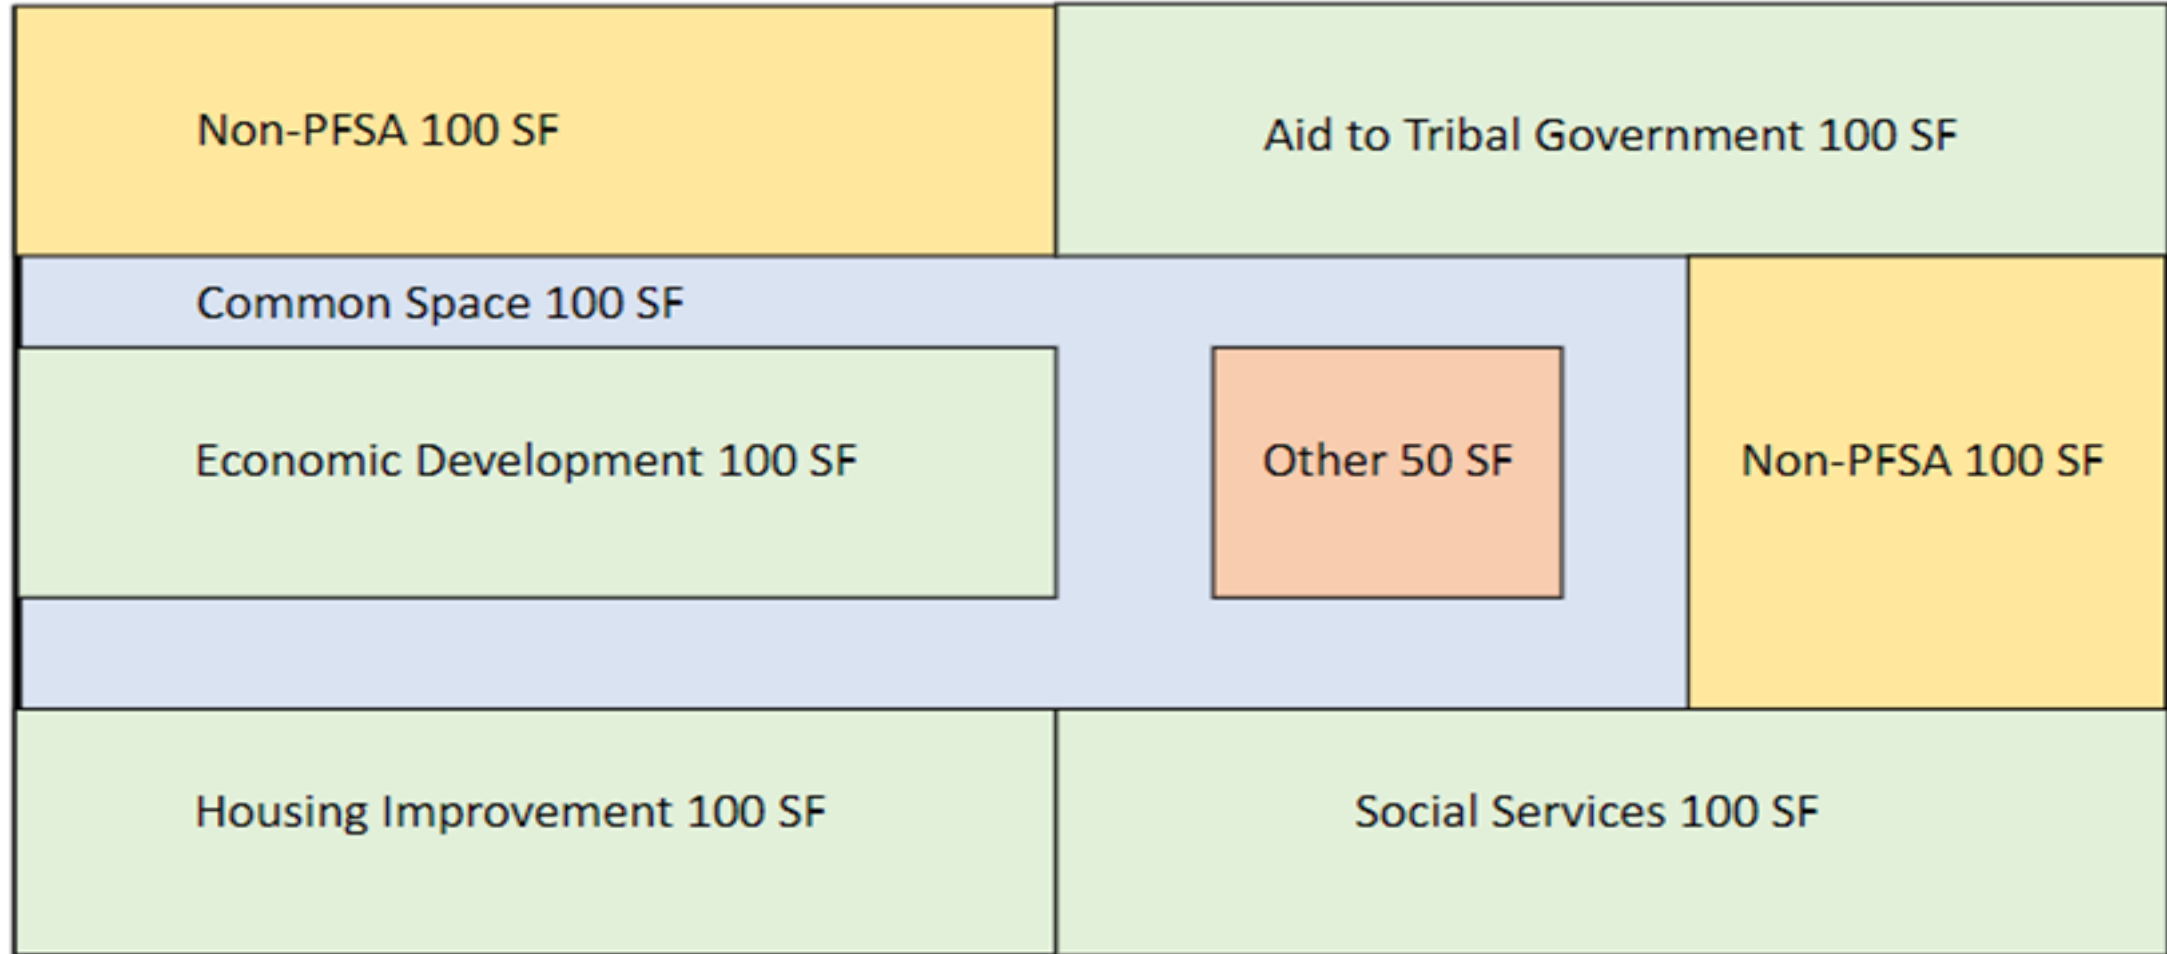 Non-PFSA 100 SF
Aid to Tribal Government 100 SF
Common Space 100 SF
Economic Development 100 SF
Other 50 SF
Non-PFSA 100 SF
Housing Improvement 100 SF
Social Services 100 SF